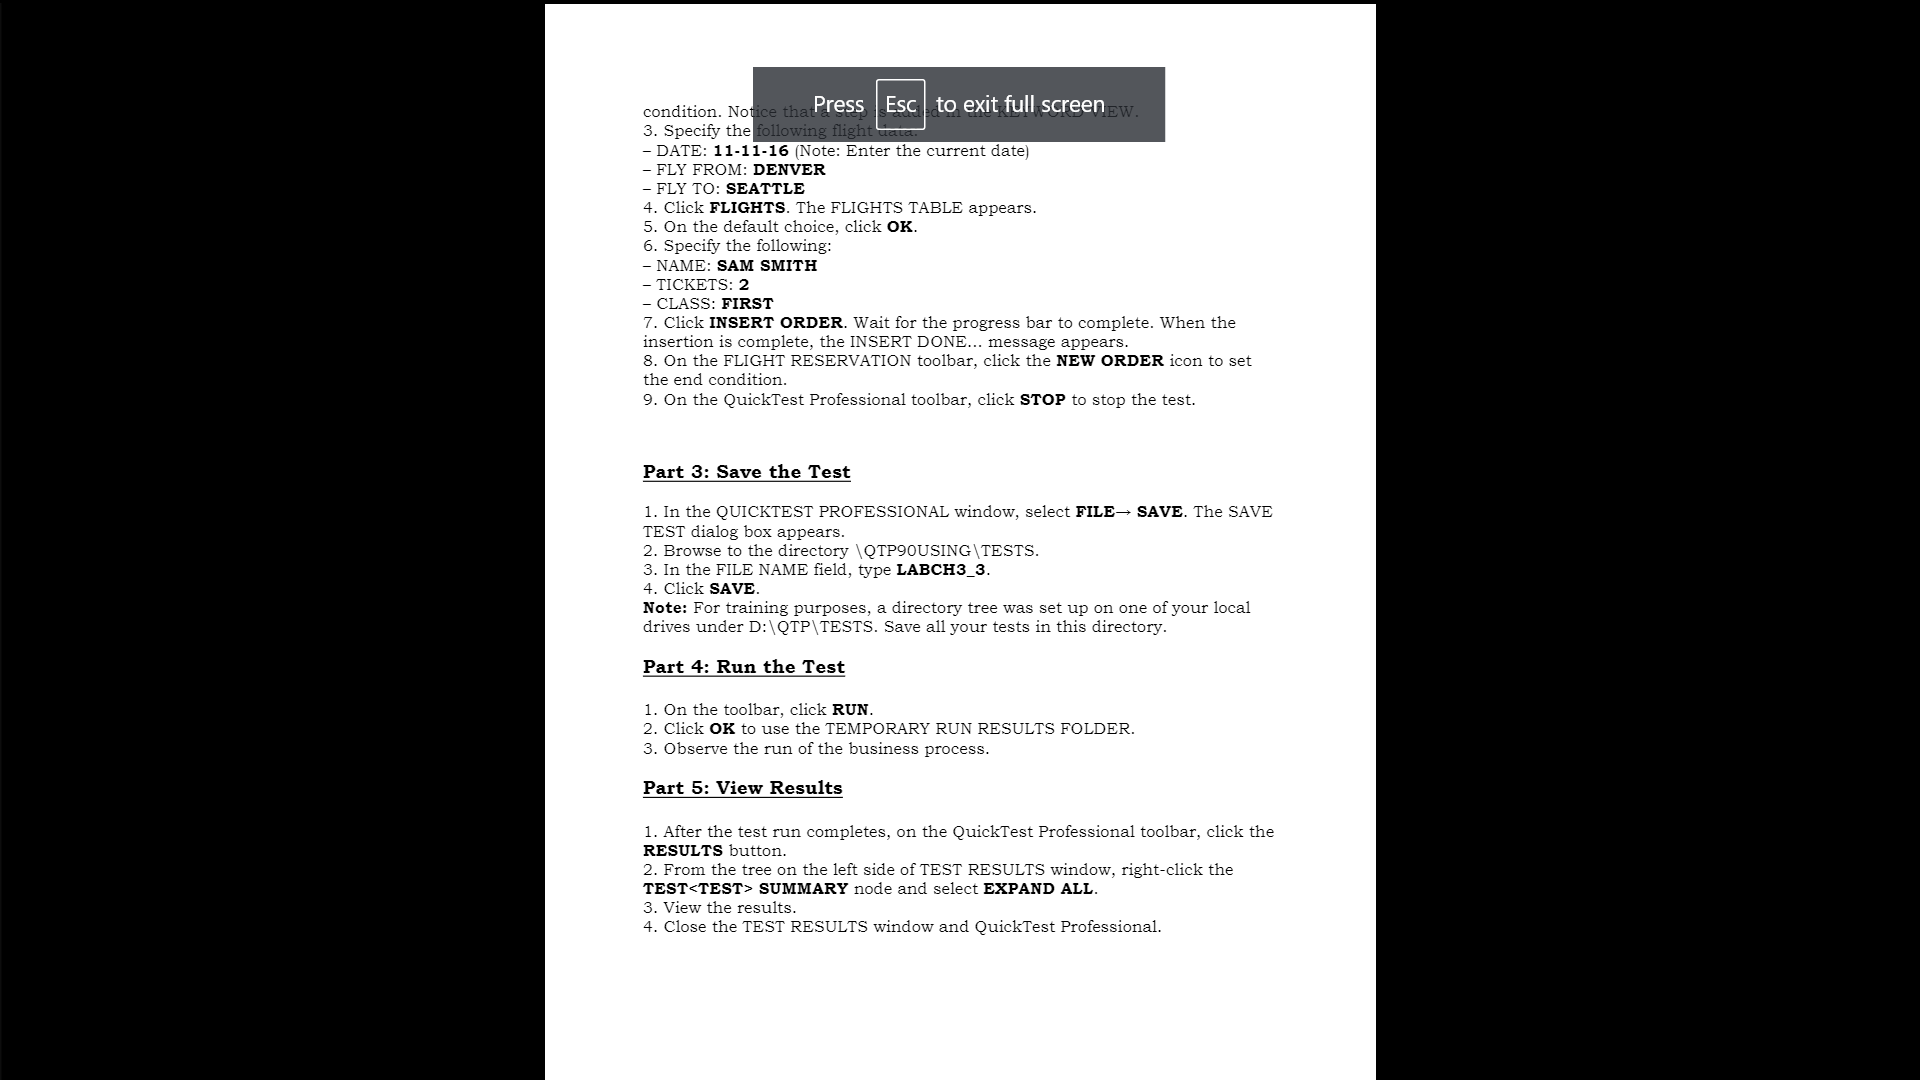 Press Esc to exit full screen
condition. Notice that a step is added in the KEYWORD VIEW.
3. Specify the following flight data:
– DATE: 11-11-16 (Note: Enter the current date)
– FLY FROM: DENVER
– FLY TO: SEATTLE
4. Click FLIGHTS. The FLIGHTS TABLE appears.
5. On the default choice, click OK.
6. Specify the following:
– NAME: SAM SMITH
– TICKETS: 2
– CLASS: FIRST
7. Click INSERT ORDER. Wait for the progress bar to complete. When the
insertion is complete, the INSERT DONE... message appears.
8. On the FLIGHT RESERVATION toolbar, click the NEW ORDER icon to set
the end condition.
9. On the QuickTest Professional toolbar, click STOP to stop the test.
Part 3: Save the Test
1. In the QUICKTEST PROFESSIONAL window, select FILE→ SAVE. The SAVE
TEST dialog box appears.
2. Browse to the directory \QTP90USING\TESTS.
3. In the FILE NAME field, type LABCH3_3.
4. Click SAVE.
Note: For training purposes, a directory tree was set up on one of your local
drives under D:\QTP\TESTS. Save all your tests in this directory.
Part 4: Run the Test
1. On the toolbar, click RUN.
2. Click OK to use the TEMPORARY RUN RESULTS FOLDER.
3. Observe the run of the business process.
Part 5: View Results
1. After the test run completes, on the QuickTest Professional toolbar, click the
RESULTS button.
2. From the tree on the left side of TEST RESULTS window, right-click the
TEST<TEST> SUMMARY node and select EXPAND ALL.
3. View the results.
4. Close the TEST RESULTS window and QuickTest Professional.